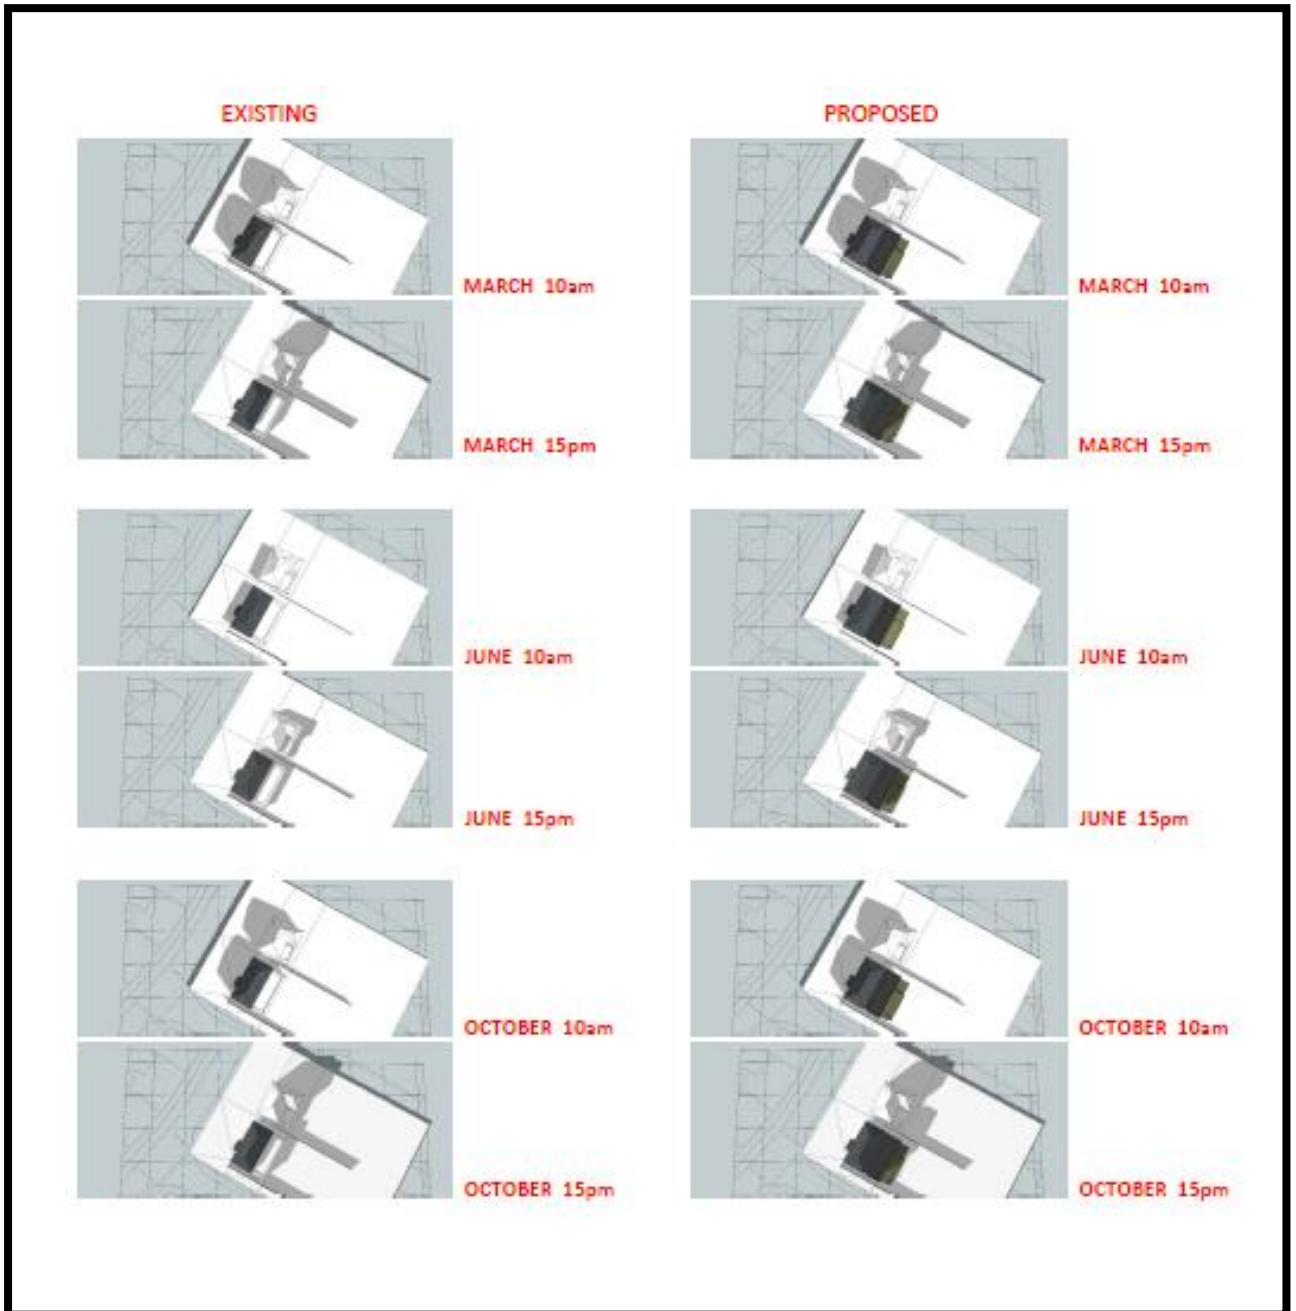 EXISTING PROPOSED
MARCH 10am MARCH 10am
MARCH 15pm MARCH 15pm
JUNE 10am JUNE 10am
JUNE 15pm JUNE 15pm
OCTOBER 10am OCTOBER 10am
OCTOBER 15pm OCTOBER 15pm